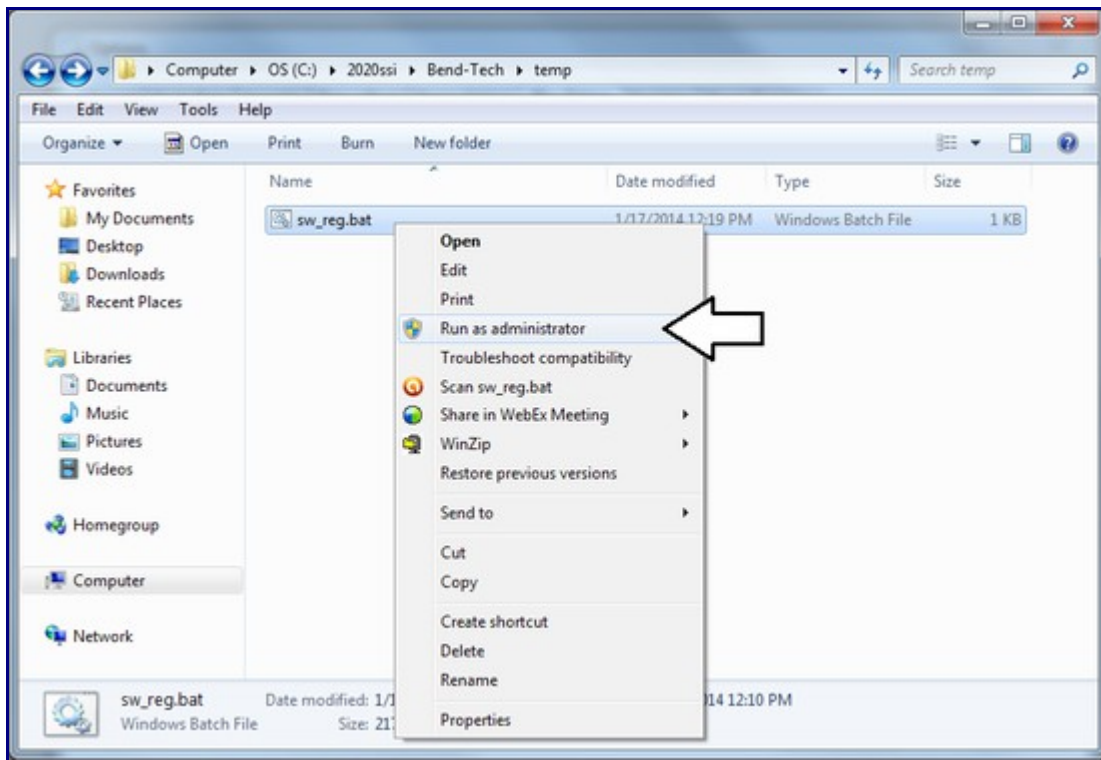 Computer ▸ OS (C:) ▸ 2020ssi ▸ Bend-Tech ▸ temp
Search temp
File Edit View Tools Help
Organize Open Print Burn New folder
Name Date modified Type Size
Favorites
My Documents
Desktop
Downloads
Recent Places
Libraries
Documents
Music
Pictures
Videos
Homegroup
Computer
Network
sw_reg.bat 1/17/2014 12:19 PM Windows Batch File 1 KB
Open
Edit
Print
Run as administrator
Troubleshoot compatibility
Scan sw_reg.bat
Share in WebEx Meeting
WinZip
Restore previous versions
Send to
Cut
Copy
Create shortcut
Delete
Rename
Properties
sw_reg.bat Date modified: 14 12:10 PM
Windows Batch File Size: